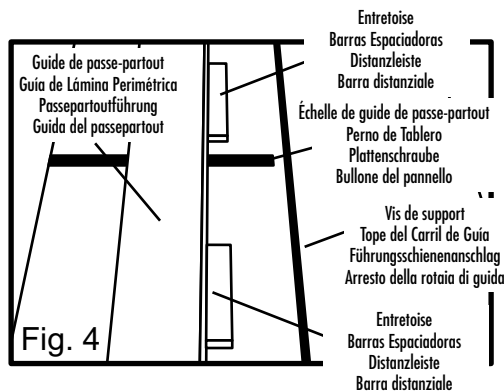 Entretoise
Barras Espaciadoras
Distanzleiste
Barra distanziale
Guide de passe-partout
Guía de Lámina Perimétrica
Passepartoutführung
Guida del passepartout
Échelle de guide de passe-partout
Perno de Tablero
Plattenschraube
Bullone del pannello
Vis de support
Tope del Carril de Guía
Führungsschienenanschlag
Arresto della rotaia di guida
Entretoise
Barras Espaciadoras
Distanzleiste
Barra distanziale
Fig. 4